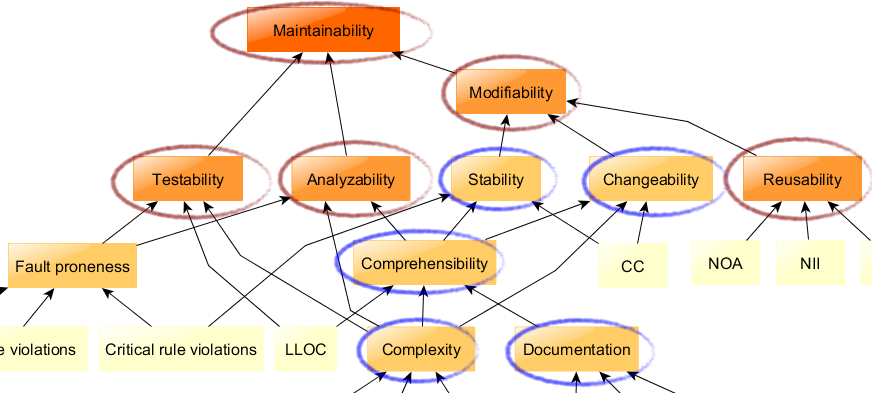 Maintainability
Modifiability
Testability
Analyzability
Stability
Changeability
Reusability
Fault proneness
Comprehensibility
CC
NOA
NII
violations
Critical rule violations
LLOC
Complexity
Documentation